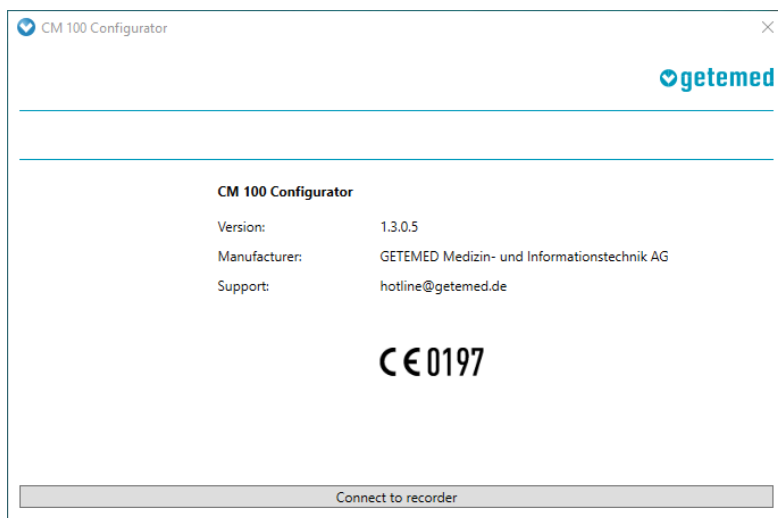 CM 100 Configurator
getemed
CM 100 Configurator
Version: 1.3.0.5
Manufacturer: GETEMED Medizin- und Informationstechnik AG
Support: hotline@getemed.de
CE 0197
Connect to recorder